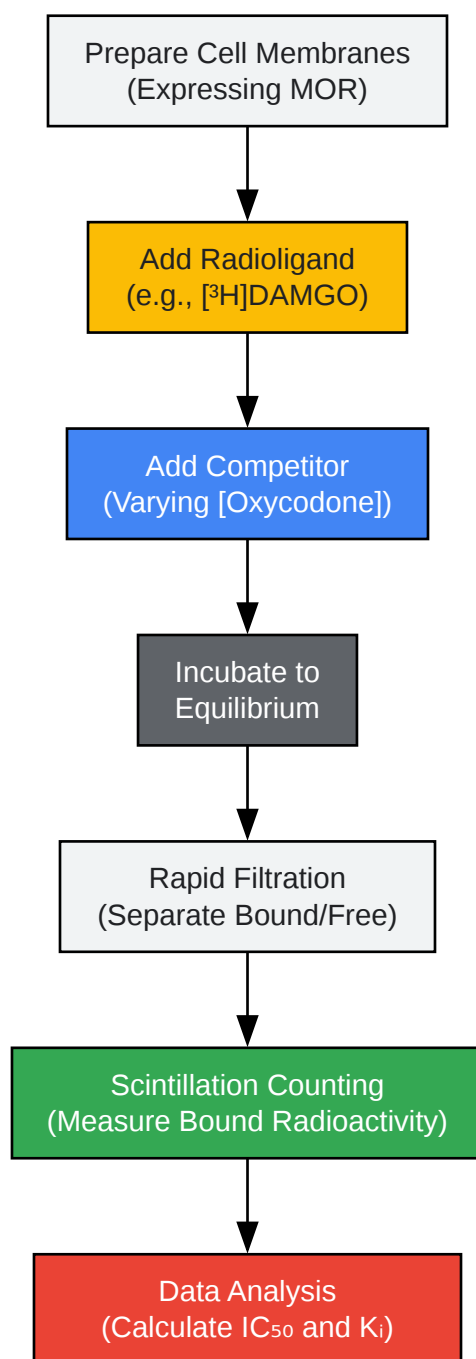 Prepare Cell Membranes
(Expressing MOR)
Add Radioligand
(e.g., [³H]DAMGO)
Add Competitor
(Varying [Oxycodone])
Incubate to
Equilibrium
Rapid Filtration
(Separate Bound/Free)
Scintillation Counting
(Measure Bound Radioactivity)
Data Analysis
(Calculate IC₅₀ and Kᵢ)